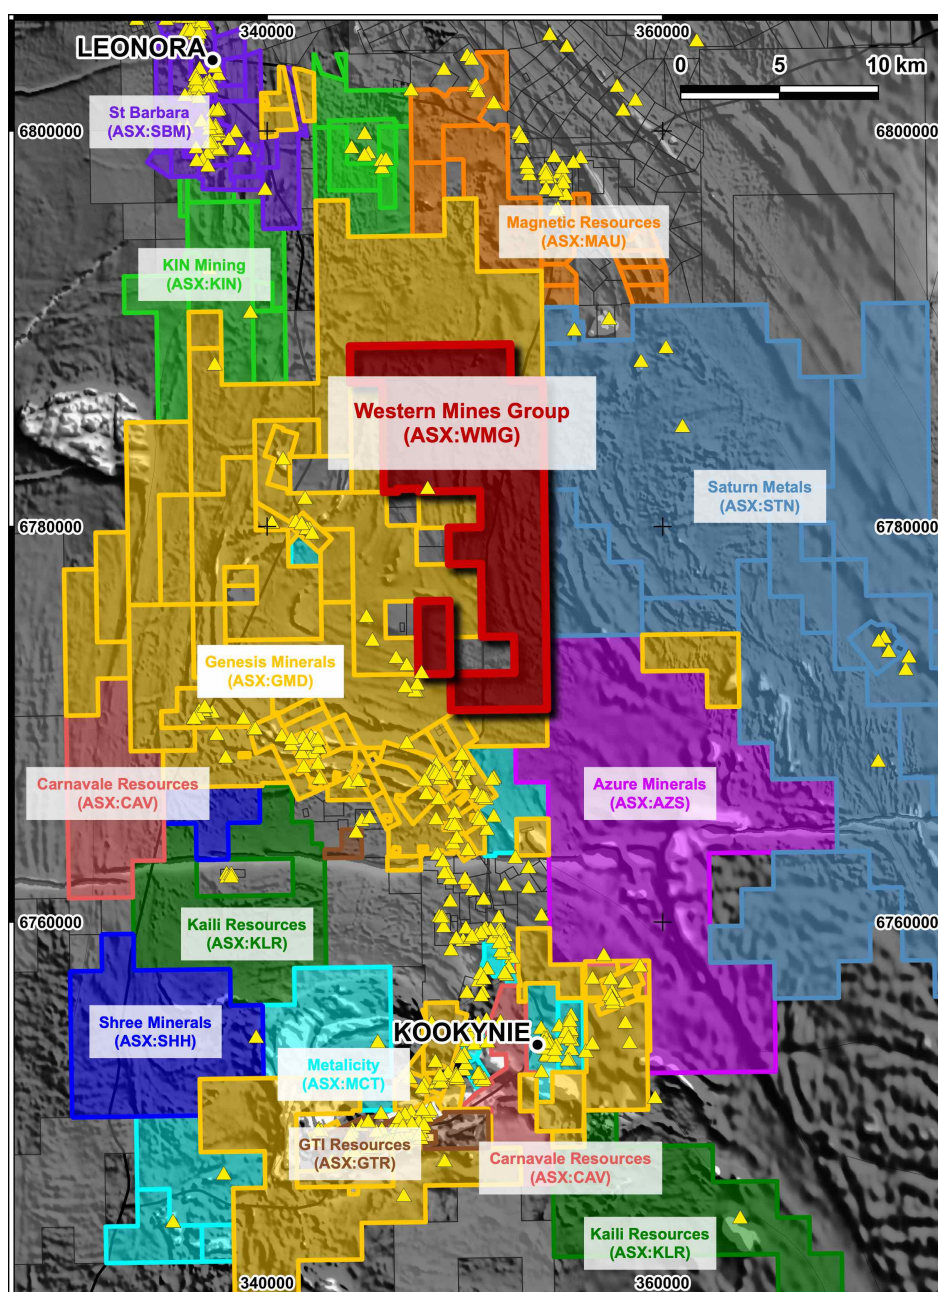 340000
360000
LEONORA
0 5 10 km
St Barbara
(ASX:SBM)
6800000
6800000
Magnetic Resources
(ASX:MAU)
KIN Mining
(ASX:KIN)
Western Mines Group
(ASX:WMG)
Saturn Metals
(ASX:STN)
6780000
6780000
Genesis Minerals
(ASX:GMD)
Carnavale Resources
(ASX:CAV)
Azure Minerals
(ASX:AZS)
6760000
6760000
Kaili Resources
(ASX:KLR)
Shree Minerals
(ASX:SHH)
KOOKYNIE
Metalicity
(ASX:MCT)
GTI Resources
(ASX:GTR)
Carnavale Resources
(ASX:CAV)
Kaili Resources
(ASX:KLR)
340000
360000